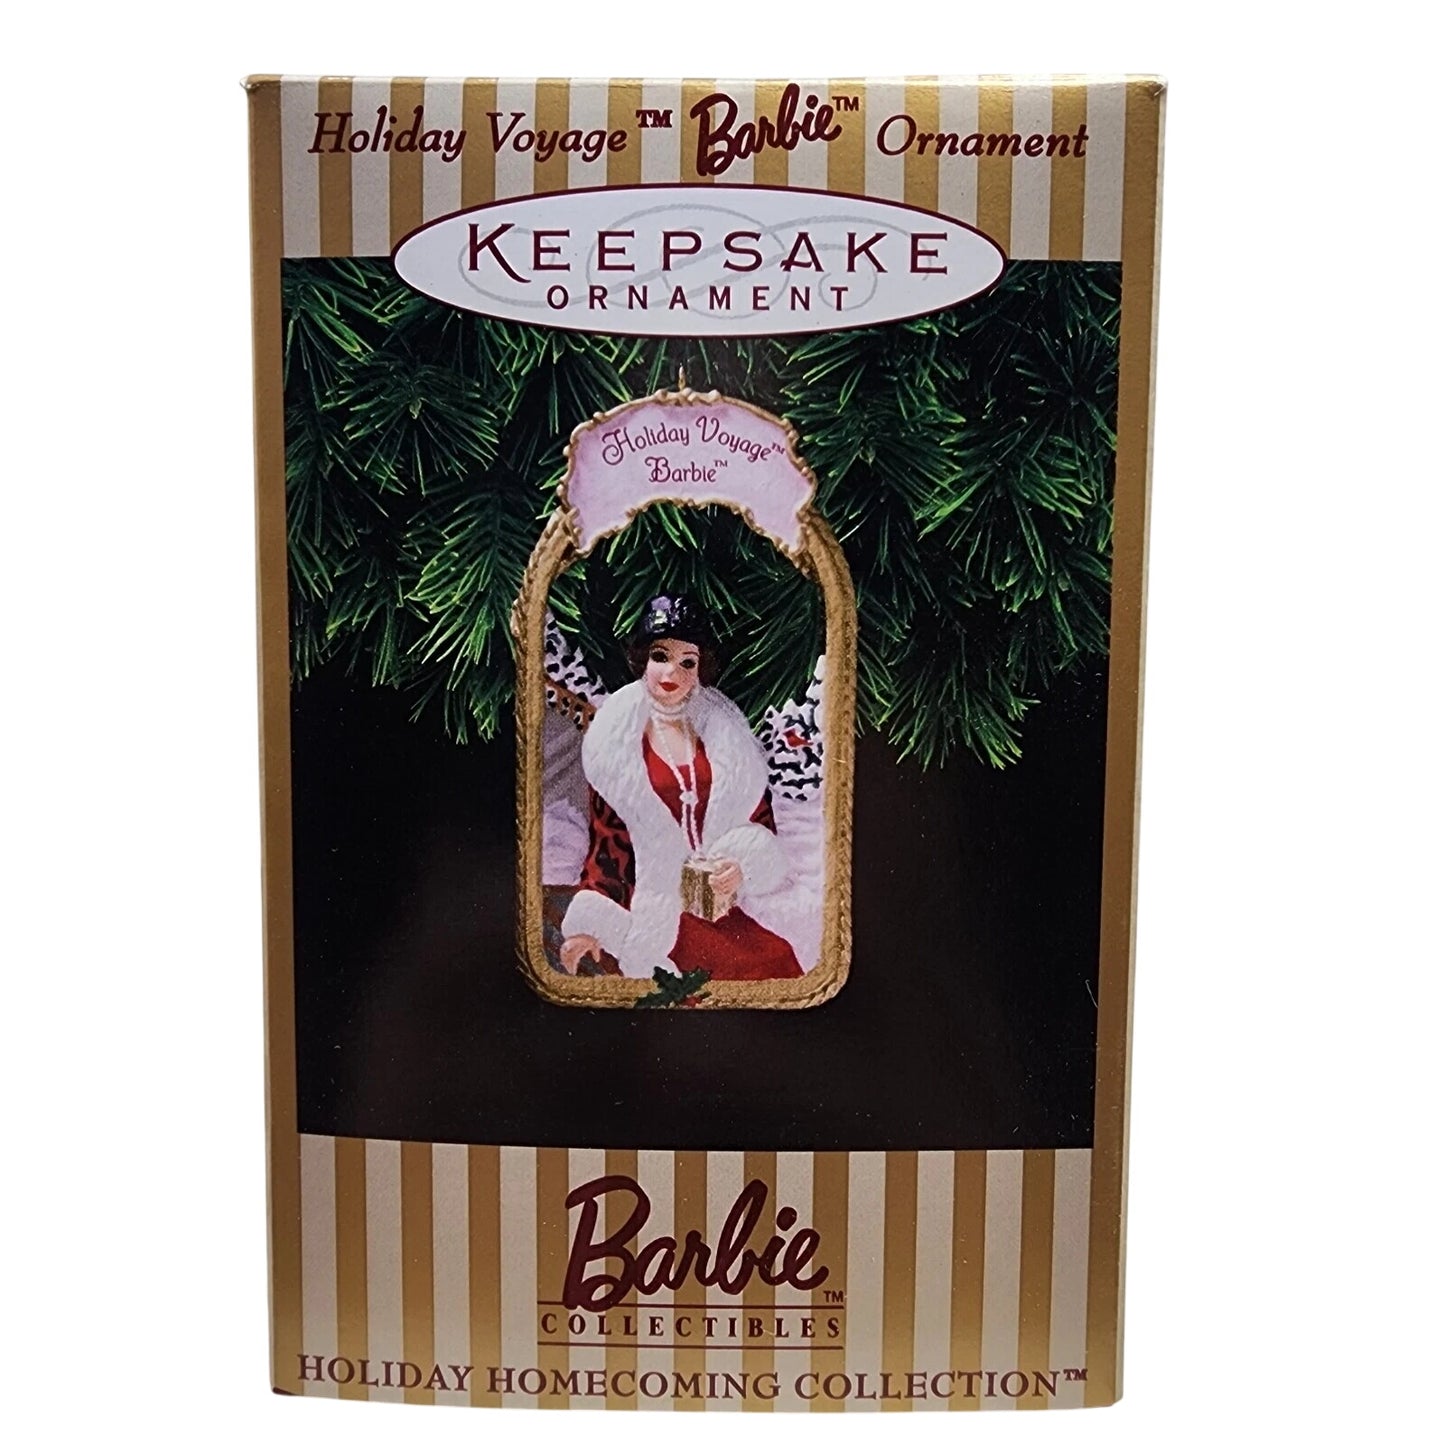 Holiday Voyage™ Barbie™ Ornament
KEEPSAKE
ORNAMENT
Holiday Voyage™
Barbie™
Barbie™
COLLECTIBLES
HOLIDAY HOMECOMING COLLECTION™